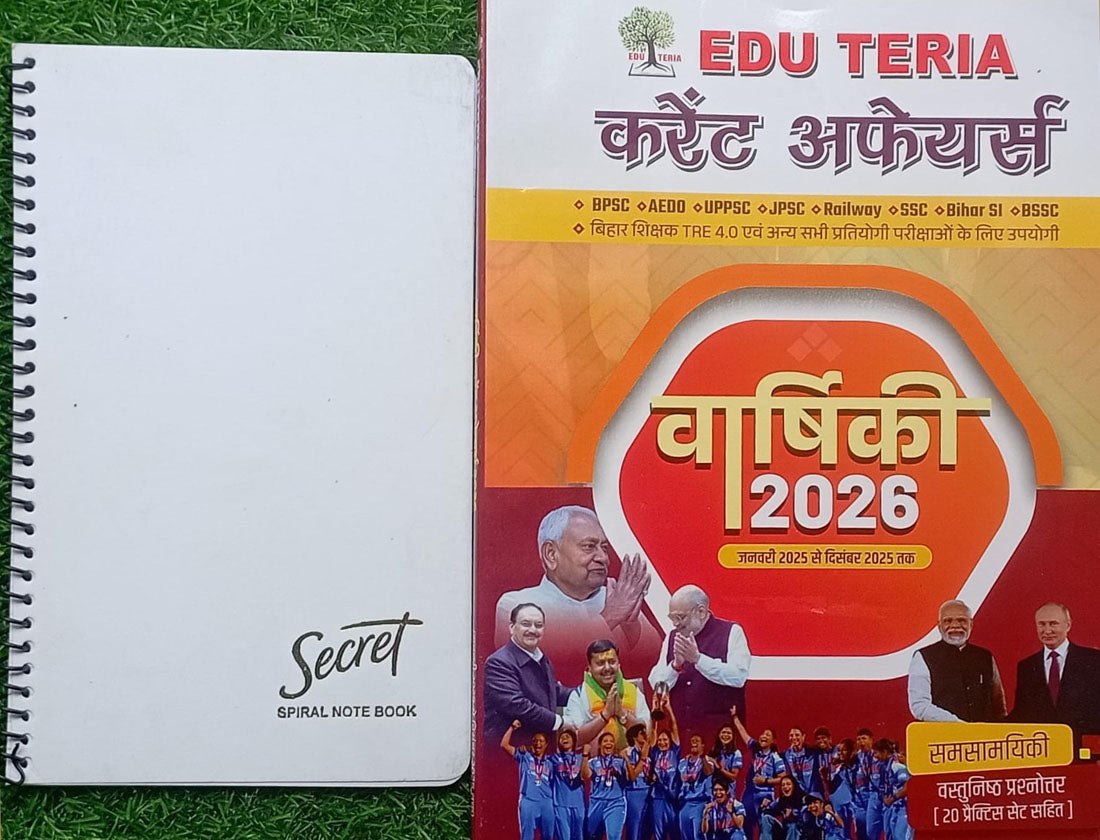 Secret
SPIRAL NOTE BOOK
EDU TERIA
EDU TERIA
करेंट अफेयर्स
❖ BPSC ❖AEDO ❖UPPSC ❖JPSC ❖Railway ❖SSC ❖Bihar SI ❖BSSC
❖ बिहार शिक्षक TRE 4.0 एवं अन्य सभी प्रतियोगी परीक्षाओं के लिए उपयोगी
वार्षिकी
2026
जनवरी 2025 से दिसंबर 2025 तक
समसामयिकी
वस्तुनिष्ठ प्रश्नोत्तर
[ 20 प्रैक्टिस सेट सहित ]